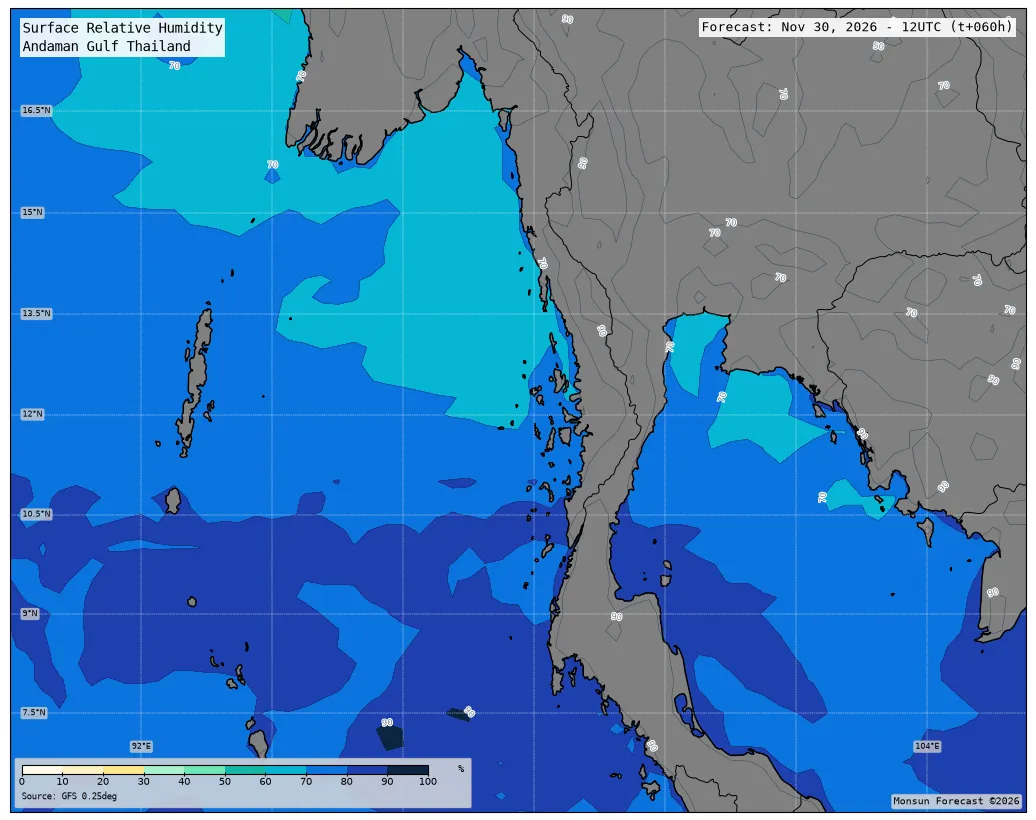 Surface Relative Humidity
Andaman Gulf Thailand
Forecast: Nov 30, 2026 - 12UTC (t+060h)
90
50
70
70
70
70
16.5°N
90
70
15°N
70
70
70
70
70
13.5°N
70
70
90
70
90
90
70
12°N
90
90
70
10.5°N
90
9°N
90
7.5°N
90
90
90
92°E
104°E
%
0 10 20 30 40 50 60 70 80 90 100
Source: GFS 0.25deg
Monsun Forecast ©2026